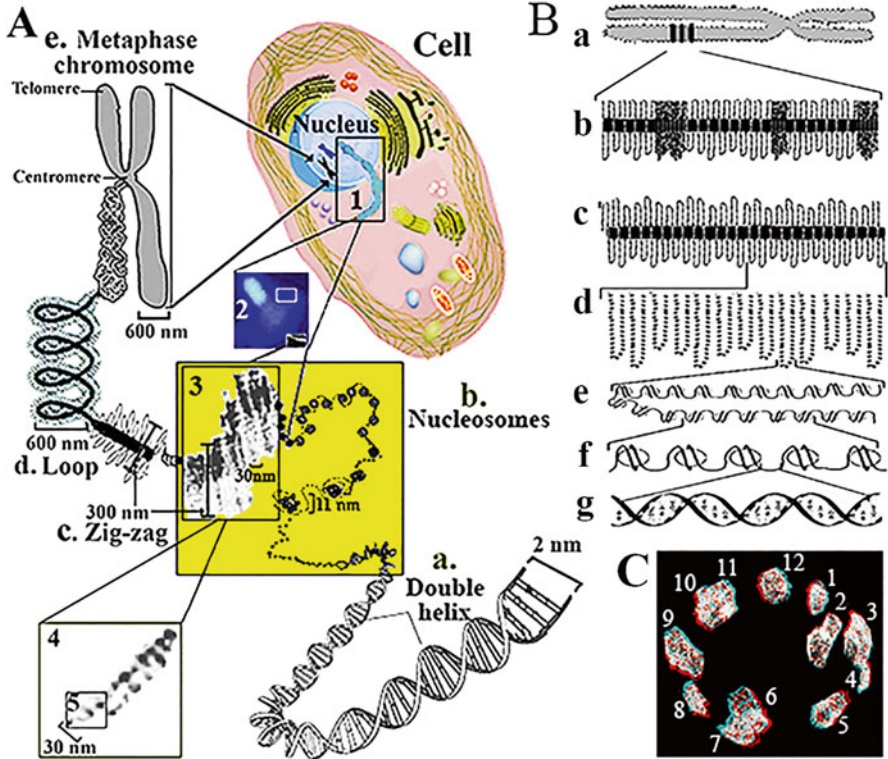 A
e. Metaphase
chromosome
Telomere
Centromere
600 nm
Cell
Nucleus
1
2
600 nm
d. Loop
300 nm
c. Zig-zag
3
30nm
b.
Nucleosomes
11 nm
a.
Double
helix
2 nm
4
5
30 nm
B
a
b
c
d
e
f
g
C
1
2
3
4
5
6
7
8
9
10
11
12